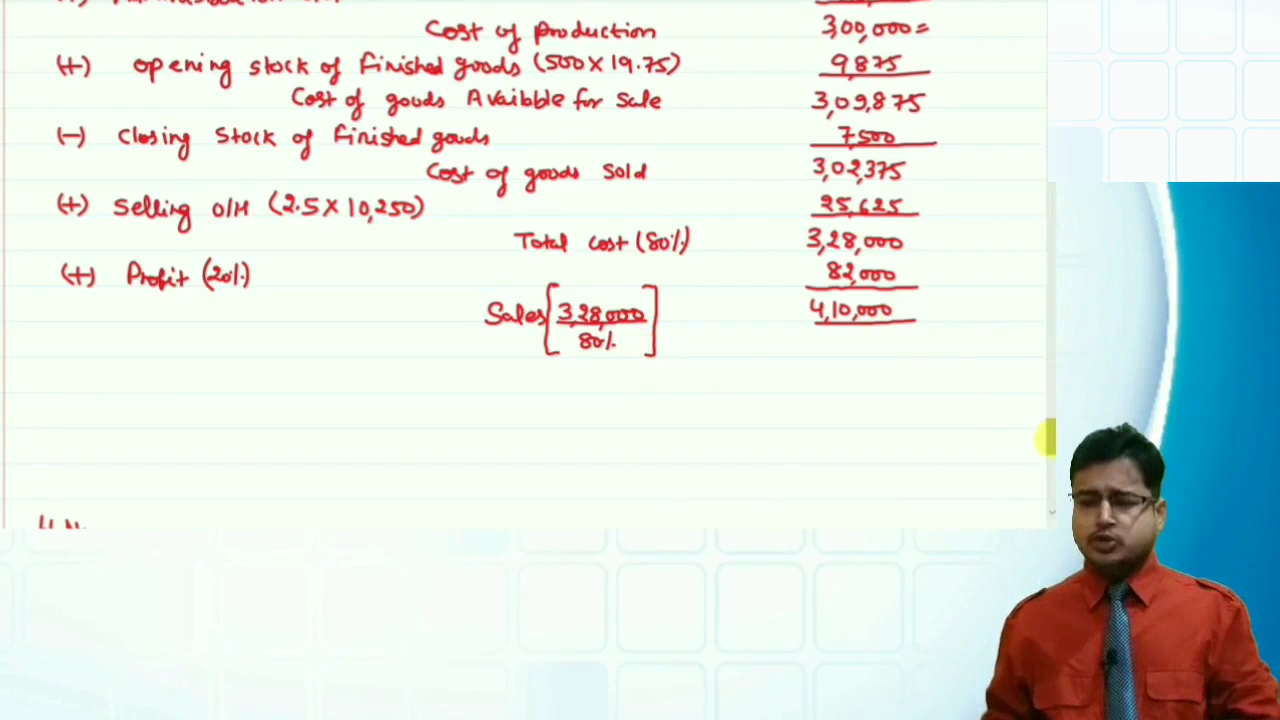 Cost of production 3,00,000=
(+) opening stock of finished goods (500 X 19.75) 9,875
Cost of goods Availble for sale 3,09,875
(-) closing stock of finished goods 7,500
Cost of goods sold 3,02,375
(+) selling O/H (2.5 X 10,250) 25,625
Total cost (80%) 3,28,000
(+) Profit (20%) 82,000
Sales [3,28,000 4,10,000
80%]